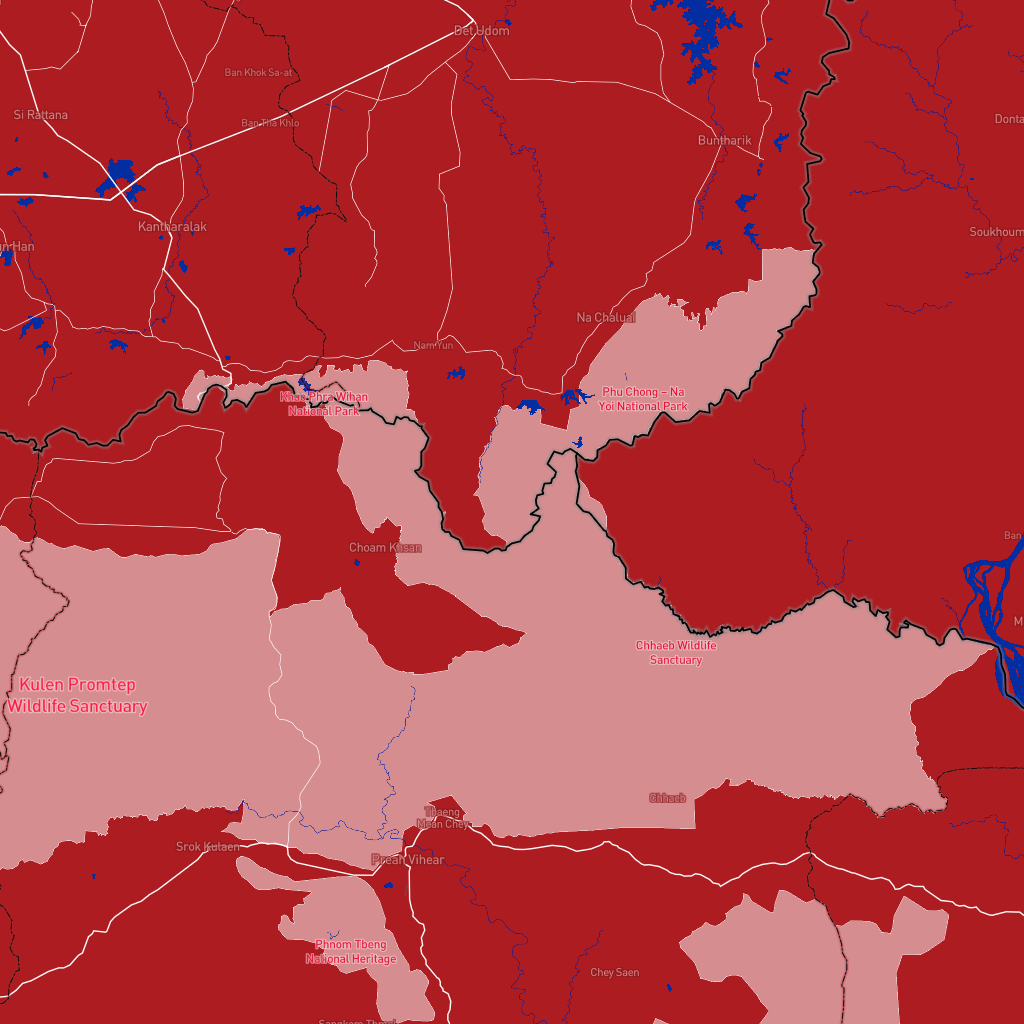 Det Udom
Ban Khok Sa-at
Si Rattana
Ban Tha Khlo
Donta
Buntharik
Kantharalak
un Han
Soukhoum
Na Chaluai
Nam Yun
Khao Phra Wihan
National Park
Phu Chong – Na
Yoi National Park
Ban
Choam Khsan
M
Chhaeb Wildlife
Sanctuary
Kulen Promtep
Wildlife Sanctuary
Chhaeb
Thaeng
Mean Chey
Srok Kulaen
Preah Vihear
Phnom Tbeng
National Heritage
Chey Saen
Sangkom Thmei